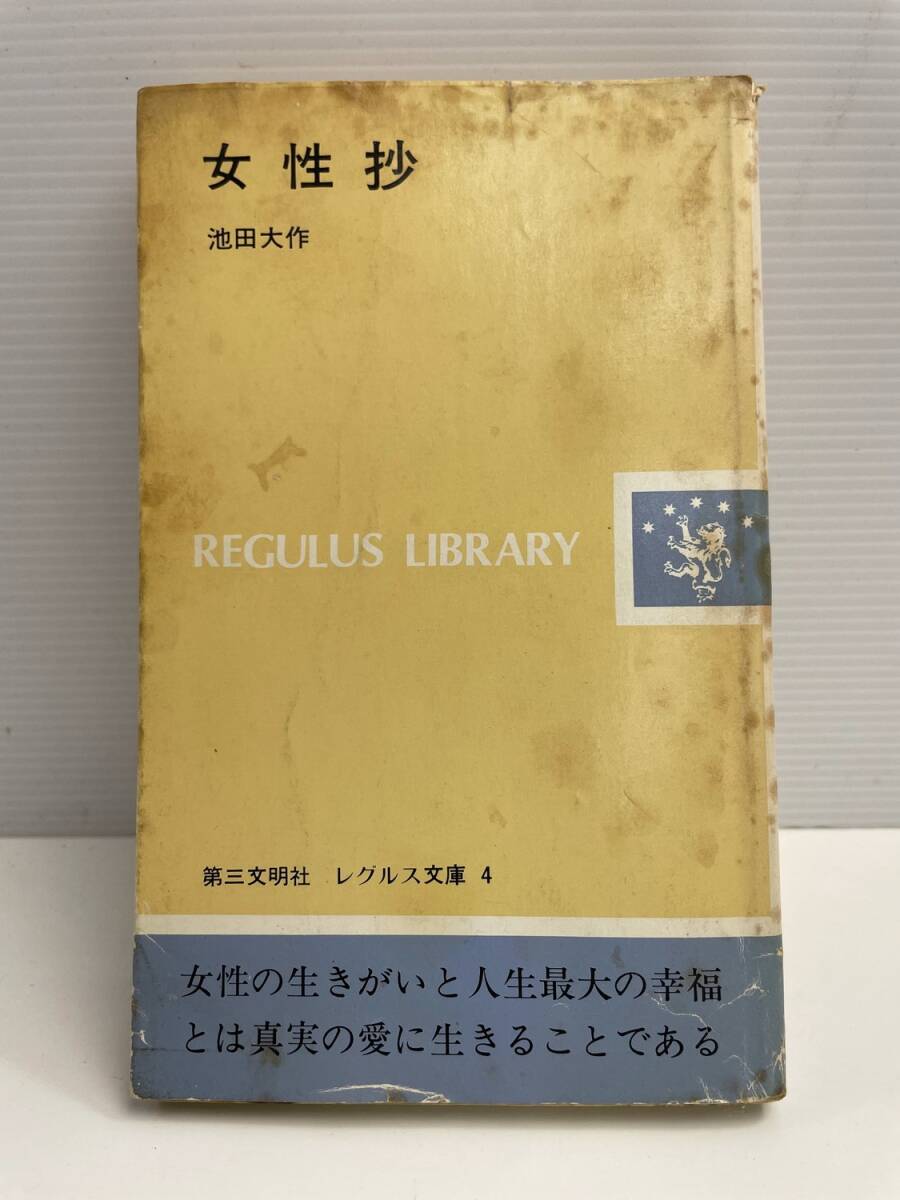 女性抄
池田大作
REGULUS LIBRARY
第三文明社 レグルス文庫 4
女性の生きがいと人生最大の幸福
とは真実の愛に生きることである